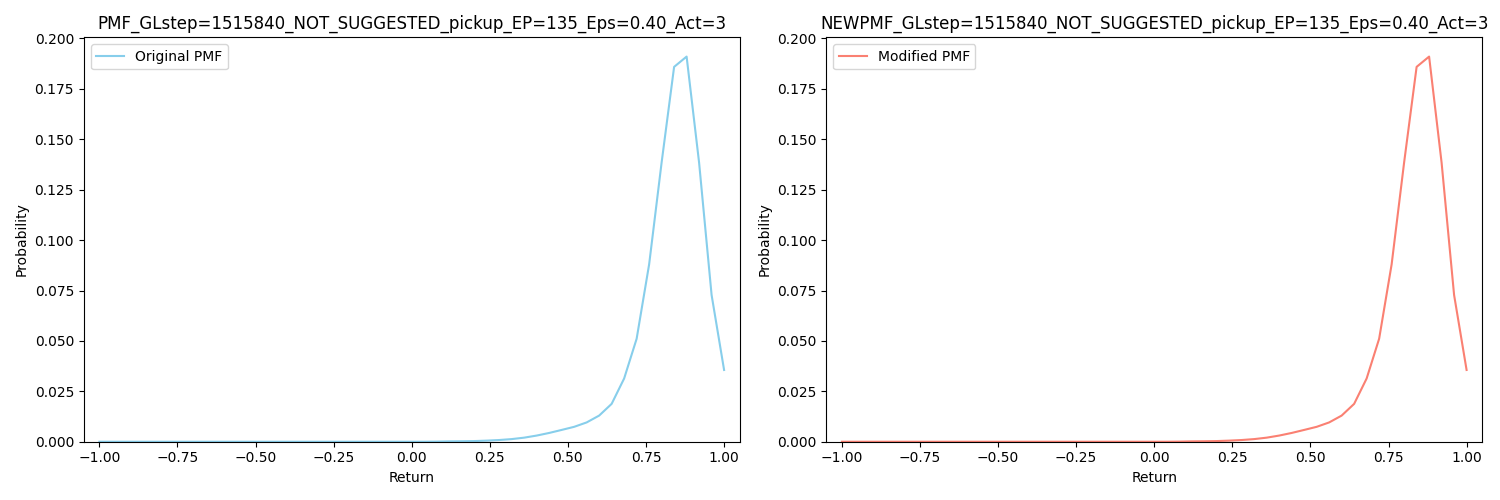 PMF_GLstep=1515840_NOT_SUGGESTED_pickup_EP=135_Eps=0.40_Act=3
Original PMF
Probability
0.200
0.175
0.150
0.125
0.100
0.075
0.050
0.025
0.000
−1.00 −0.75 −0.50 −0.25 0.00 0.25 0.50 0.75 1.00
Return
NEWPMF_GLstep=1515840_NOT_SUGGESTED_pickup_EP=135_Eps=0.40_Act=3
Modified PMF
Probability
0.200
0.175
0.150
0.125
0.100
0.075
0.050
0.025
0.000
−1.00 −0.75 −0.50 −0.25 0.00 0.25 0.50 0.75 1.00
Return